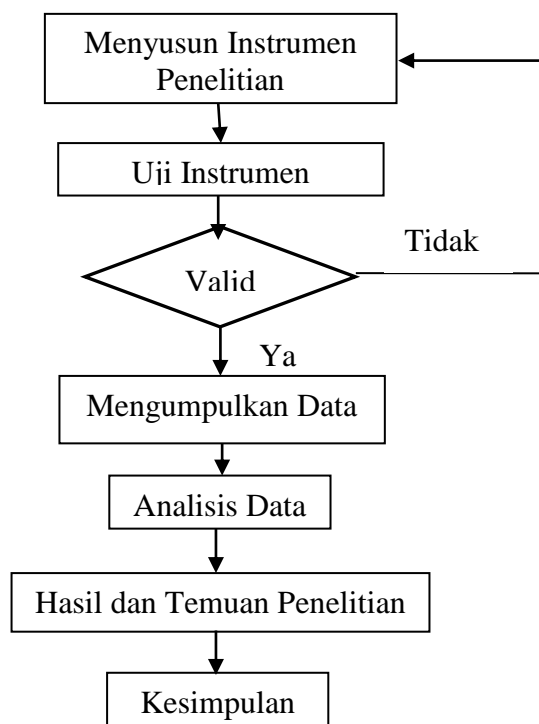 Menyusun Instrumen
Penelitian
Uji Instrumen
Tidak
Valid
Ya
Mengumpulkan Data
Analisis Data
Hasil dan Temuan Penelitian
Kesimpulan